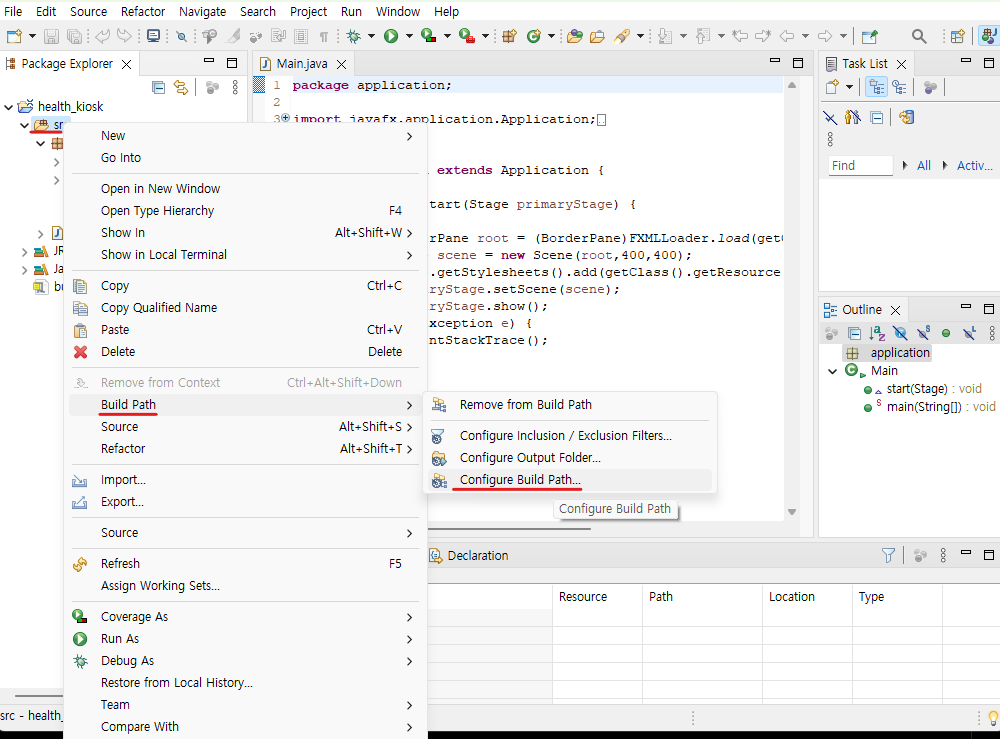 File Edit Source Refactor Navigate Search Project Run Window Help
Package Explorer
health_kiosk
sr
JR
Ja
bu
New
Go Into
Open in New Window
Open Type Hierarchy F4
Show In Alt+Shift+W
Show in Local Terminal
Copy Ctrl+C
Copy Qualified Name
Paste Ctrl+V
Delete Delete
Remove from Context Ctrl+Alt+Shift+Down
Build Path
Source Alt+Shift+S
Refactor Alt+Shift+T
Import...
Export...
Source
Refresh F5
Assign Working Sets...
Coverage As
Run As
Debug As
Restore from Local History...
Team
Compare With
Remove from Build Path
Configure Inclusion / Exclusion Filters...
Configure Output Folder...
Configure Build Path...
Configure Build Path
Main.java
1 package application;
2
3 import javafx.application.Application;
extends Application {
tart(Stage primaryStage) {
erPane root = (BorderPane)FXMLLoader.load(get
scene = new Scene(root,400,400);
.getStylesheets().add(getClass().getResource
ryStage.setScene(scene);
ryStage.show();
xception e) {
ntStackTrace();
Task List
Find All Activ...
Outline
application
Main
start(Stage) : void
main(String[]) : void
Declaration
Resource Path Location Type
src - health_